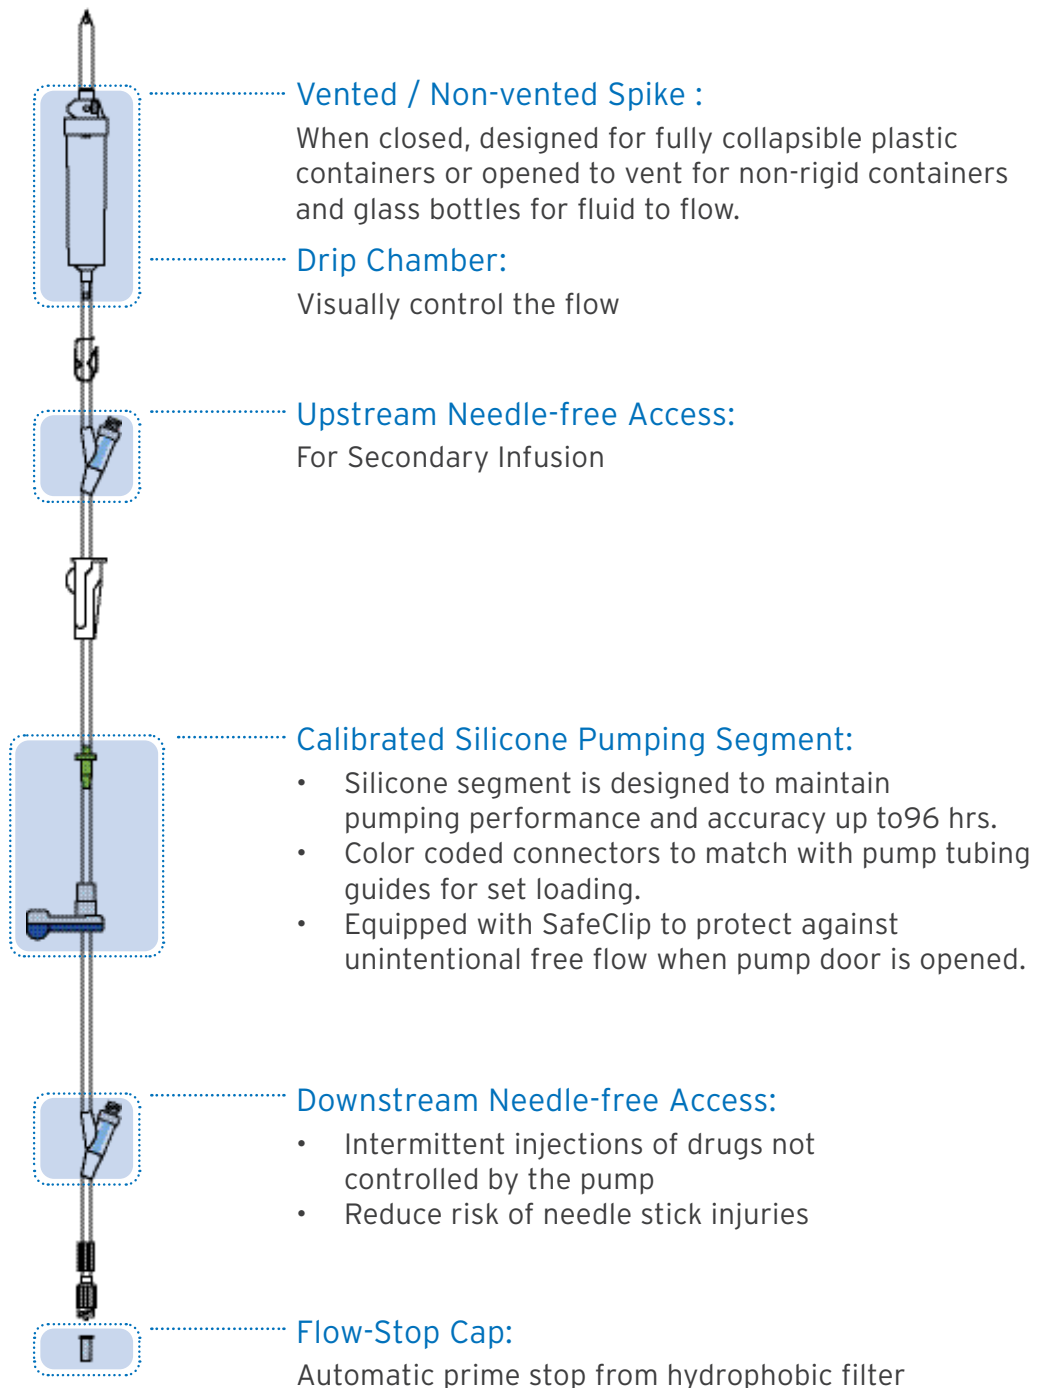 Vented / Non-vented Spike :
When closed, designed for fully collapsible plastic
containers or opened to vent for non-rigid containers
and glass bottles for fluid to flow.
Drip Chamber:
Visually control the flow
Upstream Needle-free Access:
For Secondary Infusion
Calibrated Silicone Pumping Segment:
• Silicone segment is designed to maintain
pumping performance and accuracy up to96 hrs.
• Color coded connectors to match with pump tubing
guides for set loading.
• Equipped with SafeClip to protect against
unintentional free flow when pump door is opened.
Downstream Needle-free Access:
• Intermittent injections of drugs not
controlled by the pump
• Reduce risk of needle stick injuries
Flow-Stop Cap:
Automatic prime stop from hydrophobic filter